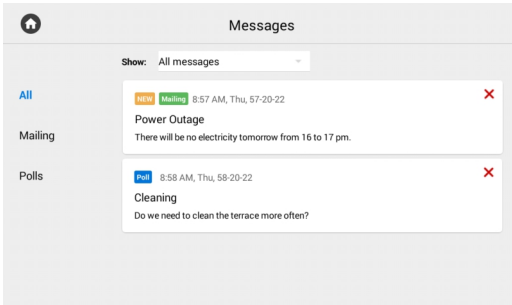 Messages
Show: All messages
All
NEW Mailing 8:57 AM, Thu, 57-20-22
Power Outage
There will be no electricity tomorrow from 16 to 17 pm.
Mailing
Polls
Poll 8:58 AM, Thu, 58-20-22
Cleaning
Do we need to clean the terrace more often?